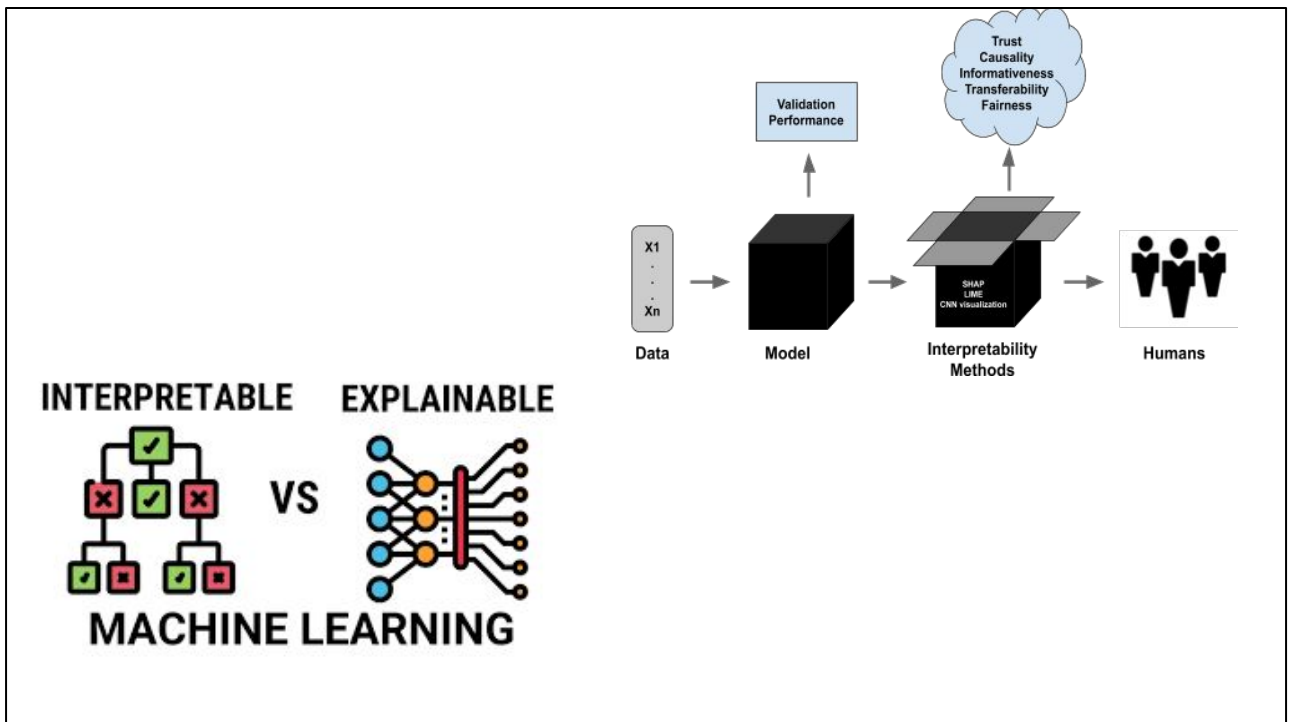 Trust
Causality
Informativeness
Transferability
Fairness
Validation
Performance
X1
.
.
.
Xn
SHAP
LIME
CNN visualization
Data
Model
Interpretability
Methods
Humans
INTERPRETABLE
EXPLAINABLE
VS
MACHINE LEARNING